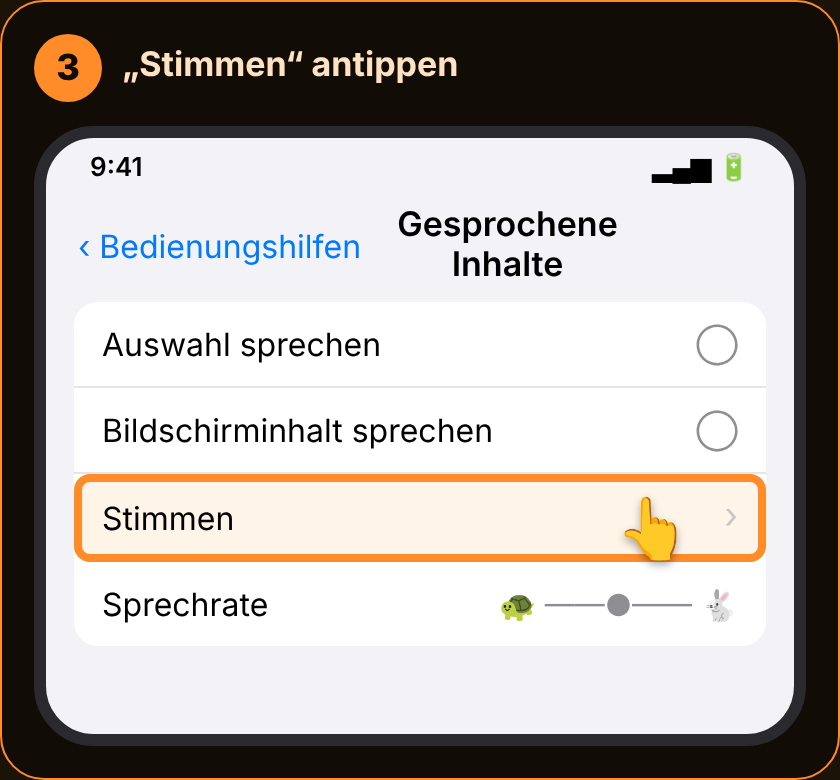 3
„Stimmen“ antippen
9:41
‹ Bedienungshilfen
Gesprochene
Inhalte
Auswahl sprechen
Bildschirminhalt sprechen
Stimmen ›
Sprechrate